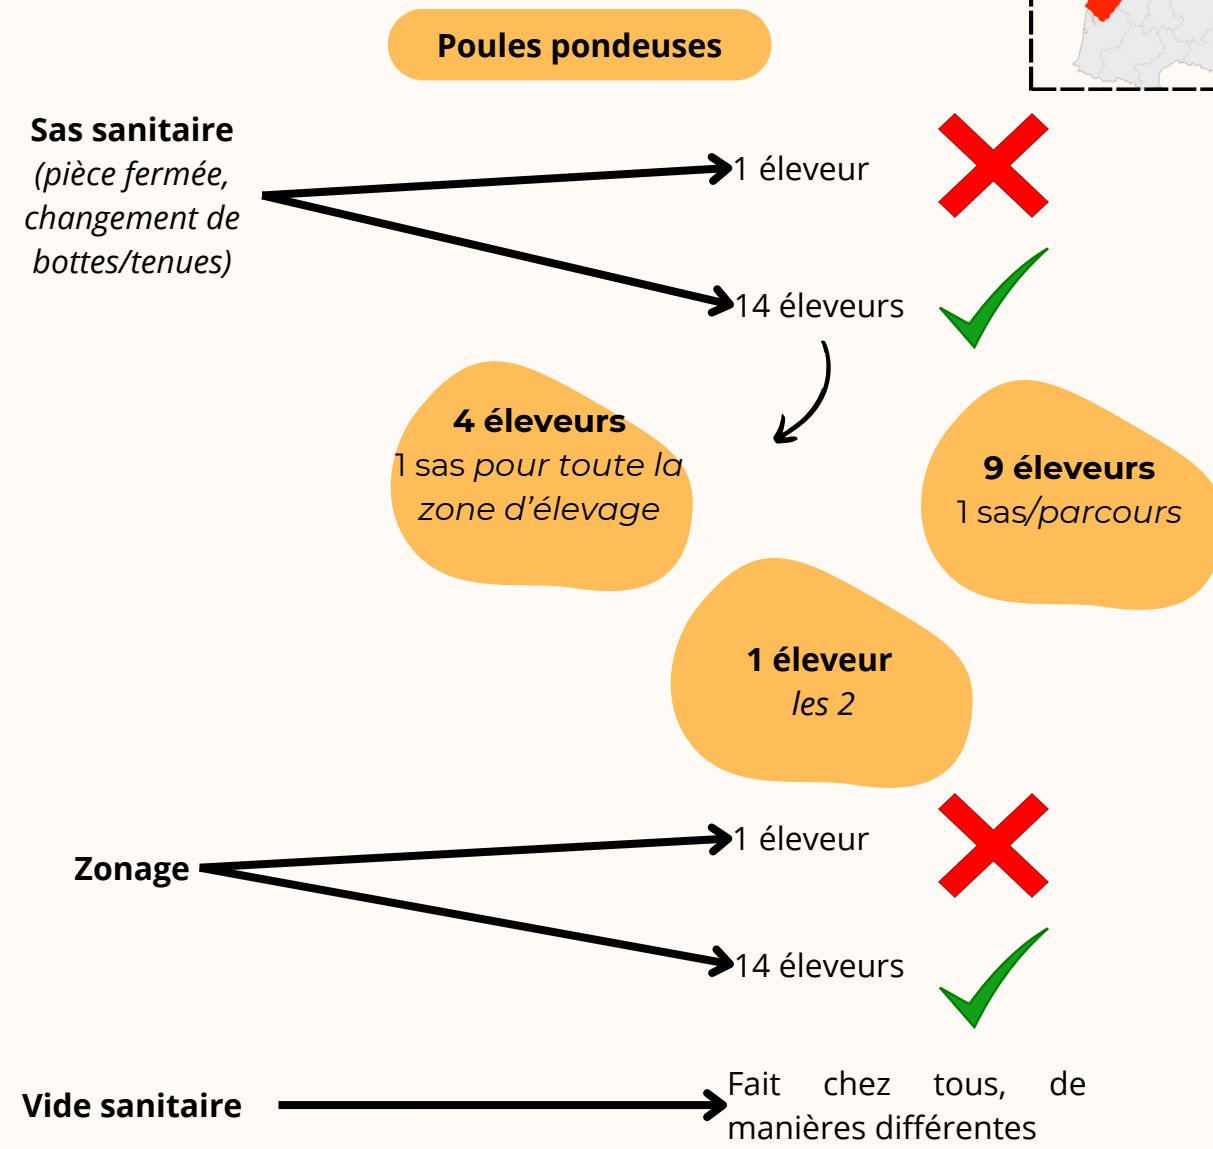 Poules pondeuses
Sas sanitaire
(pièce fermée,
changement de
bottes/tenues)
1 éleveur
14 éleveurs
4 éleveurs
1 sas pour toute la
zone d'élevage
9 éleveurs
1 sas/parcours
1 éleveur
les 2
Zonage
1 éleveur
14 éleveurs
Vide sanitaire
Fait chez tous, de
manières différentes